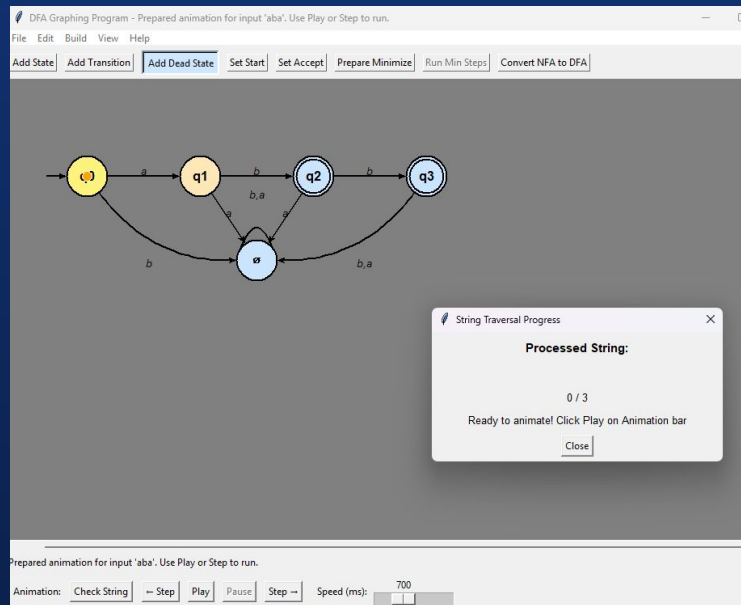 DFA Graphing Program - Prepared animation for input 'aba'. Use Play or Step to run.
File Edit Build View Help
Add State Add Transition Add Dead State Set Start Set Accept Prepare Minimize Run Min Steps Convert NFA to DFA
a b b
q1 q2 q3
b,a
a a
ø
b b,a
String Traversal Progress
Processed String:
0 / 3
Ready to animate! Click Play on Animation bar
Close
Prepared animation for input 'aba'. Use Play or Step to run.
700
Animation: Check String ← Step Play Pause Step → Speed (ms):